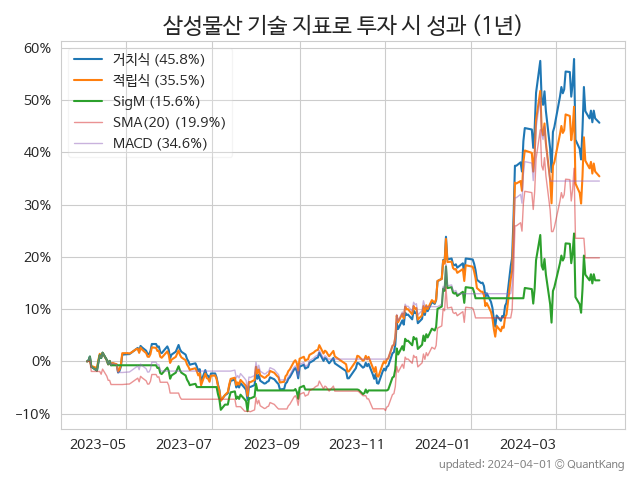 삼성물산 기술 지표로 투자 시 성과 (1년)
60%
50%
40%
30%
20%
10%
0%
−10%
거치식 (45.8%)
적립식 (35.5%)
SigM (15.6%)
SMA(20) (19.9%)
MACD (34.6%)
2023-05 2023-07 2023-09 2023-11 2024-01 2024-03
updated: 2024-04-01 © QuantKang